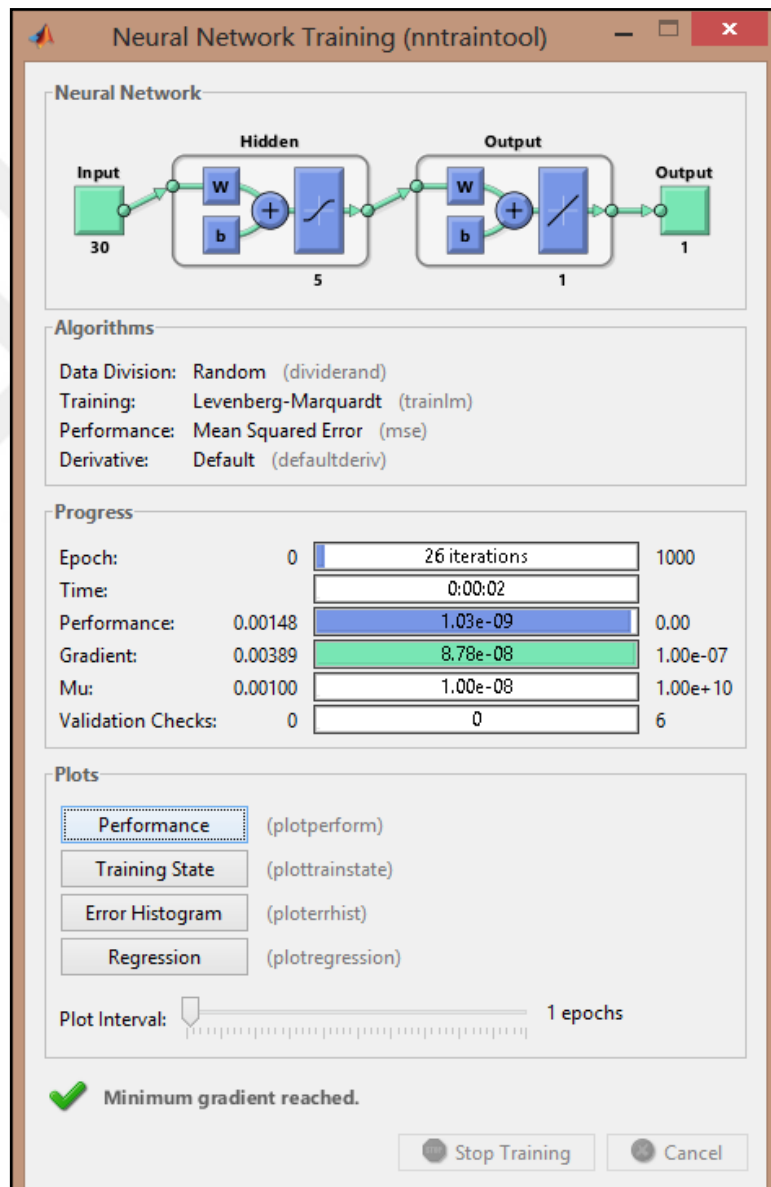 Neural Network Training (nntraintool)
Neural Network
Hidden Output
Input Output
W W
b b
30 5 1 1
Algorithms
Data Division: Random (dividerand)
Training: Levenberg-Marquardt (trainlm)
Performance: Mean Squared Error (mse)
Derivative: Default (defaultderiv)
Progress
Epoch: 0 26 iterations 1000
Time: 0:00:02
Performance: 0.00148 1.03e-09 0.00
Gradient: 0.00389 8.78e-08 1.00e-07
Mu: 0.00100 1.00e-08 1.00e+10
Validation Checks: 0 0 6
Plots
Performance (plotperform)
Training State (plottrainstate)
Error Histogram (ploterrhist)
Regression (plotregression)
Plot Interval: 1 epochs
Minimum gradient reached.
Stop Training Cancel